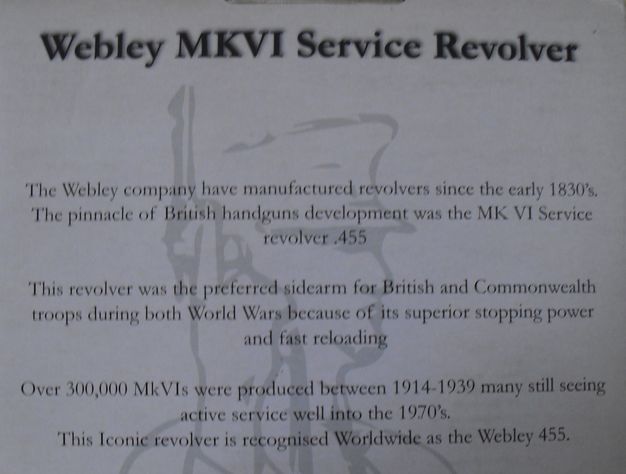 Webley MKVI Service Revolver
The Webley company have manufactured revolvers since the early 1830's.
The pinnacle of British handguns development was the MK VI Service
revolver .455
This revolver was the preferred sidearm for British and Commonwealth
troops during both World Wars because of its superior stopping power
and fast reloading
Over 300,000 MkVIs were produced between 1914-1939 many still seeing
active service well into the 1970's.
This Iconic revolver is recognised Worldwide as the Webley 455.